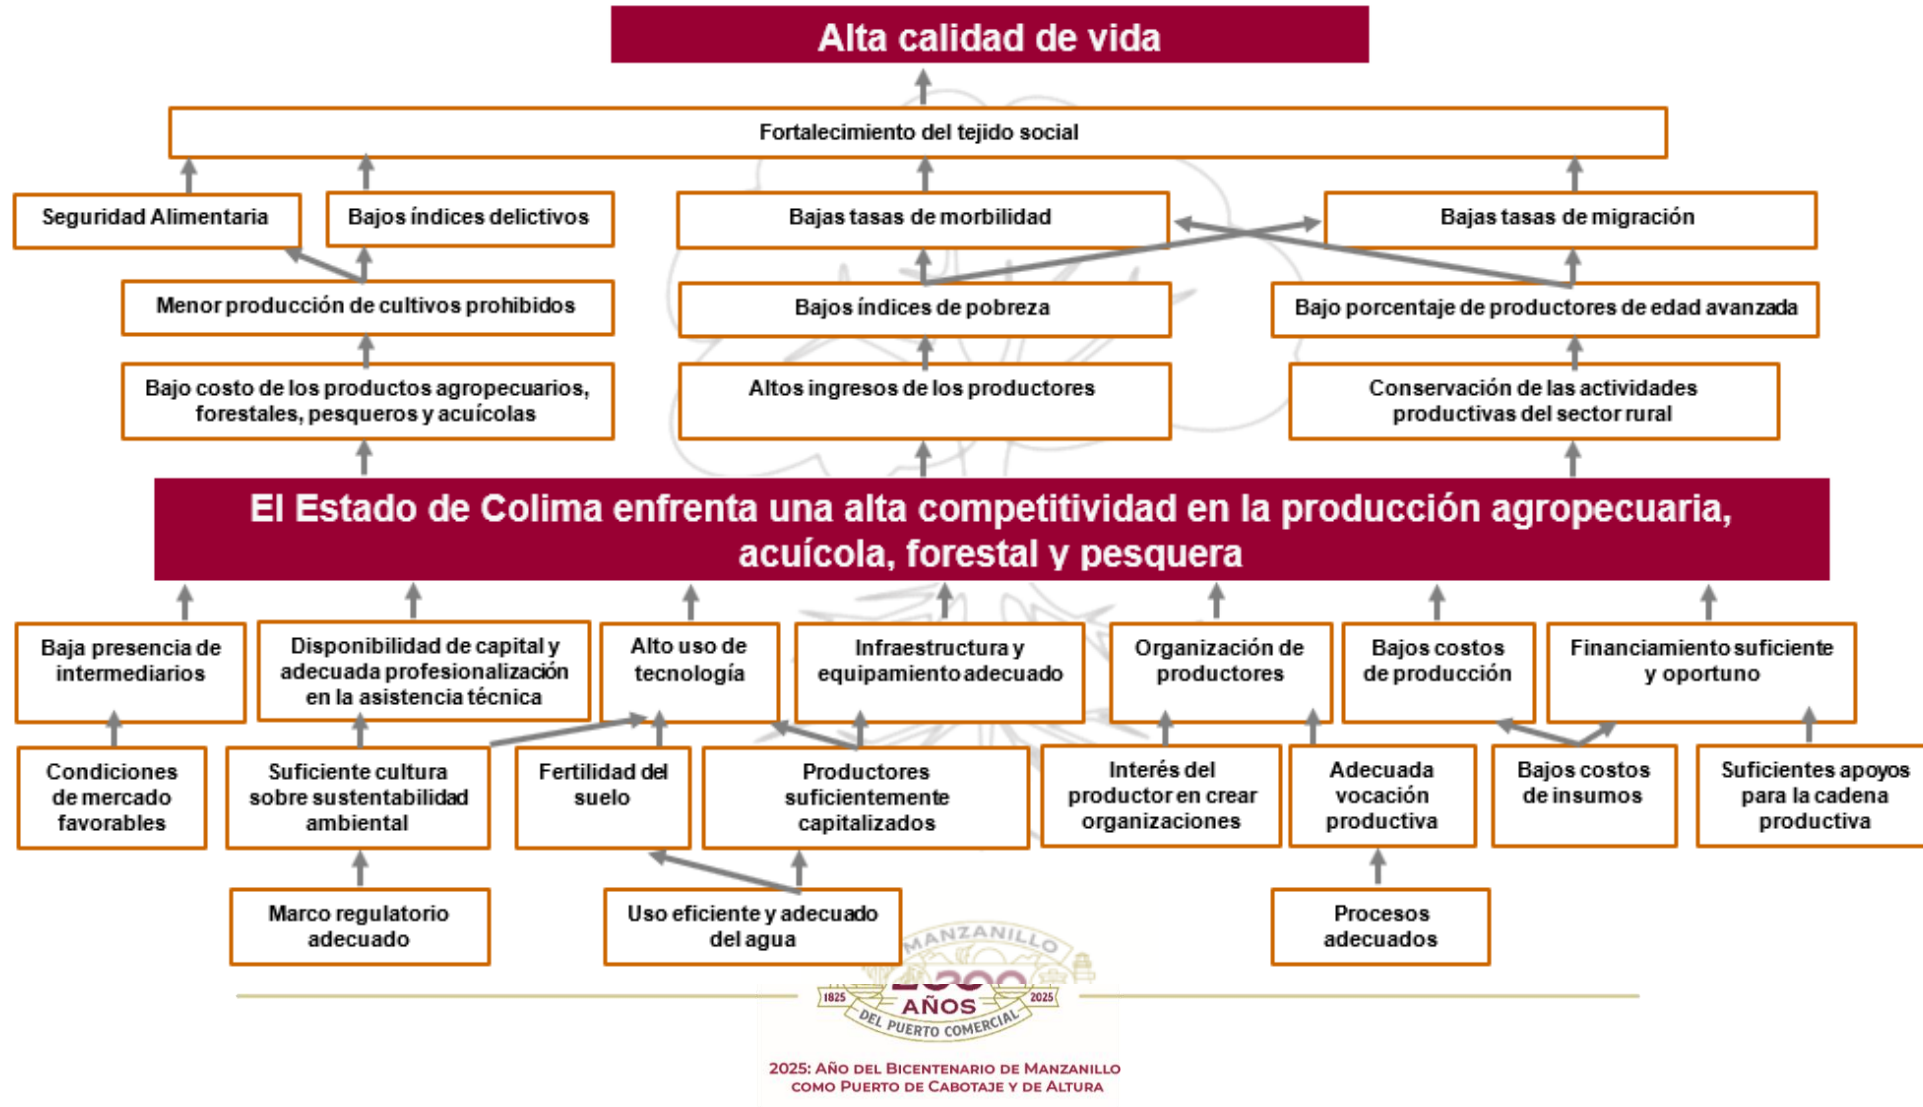 Alta calidad de vida
Fortalecimiento del tejido social
Seguridad Alimentaria
Bajos índices delictivos
Bajas tasas de morbilidad
Bajas tasas de migración
Menor producción de cultivos prohibidos
Bajos índices de pobreza
Bajo porcentaje de productores de edad avanzada
Bajo costo de los productos agropecuarios,
forestales, pesqueros y acuícolas
Altos ingresos de los productores
Conservación de las actividades
productivas del sector rural
El Estado de Colima enfrenta una alta competitividad en la producción agropecuaria,
acuícola, forestal y pesquera
Baja presencia de
intermediarios
Disponibilidad de capital y
adecuada profesionalización
en la asistencia técnica
Alto uso de
tecnología
Infraestructura y
equipamiento adecuado
Organización de
productores
Bajos costos
de producción
Financiamiento suficiente
y oportuno
Condiciones
de mercado
favorables
Suficiente cultura
sobre sustentabilidad
ambiental
Fertilidad del
suelo
Productores
suficientemente
capitalizados
Interés del
productor en crear
organizaciones
Adecuada
vocación
productiva
Bajos costos
de insumos
Suficientes apoyos
para la cadena
productiva
Marco regulatorio
adecuado
Uso eficiente y adecuado
del agua
Procesos
adecuados
MANZANILLO
200
1825 AÑOS 2025
DEL PUERTO COMERCIAL
2025: AÑO DEL BICENTENARIO DE MANZANILLO
COMO PUERTO DE CABOTAJE Y DE ALTURA